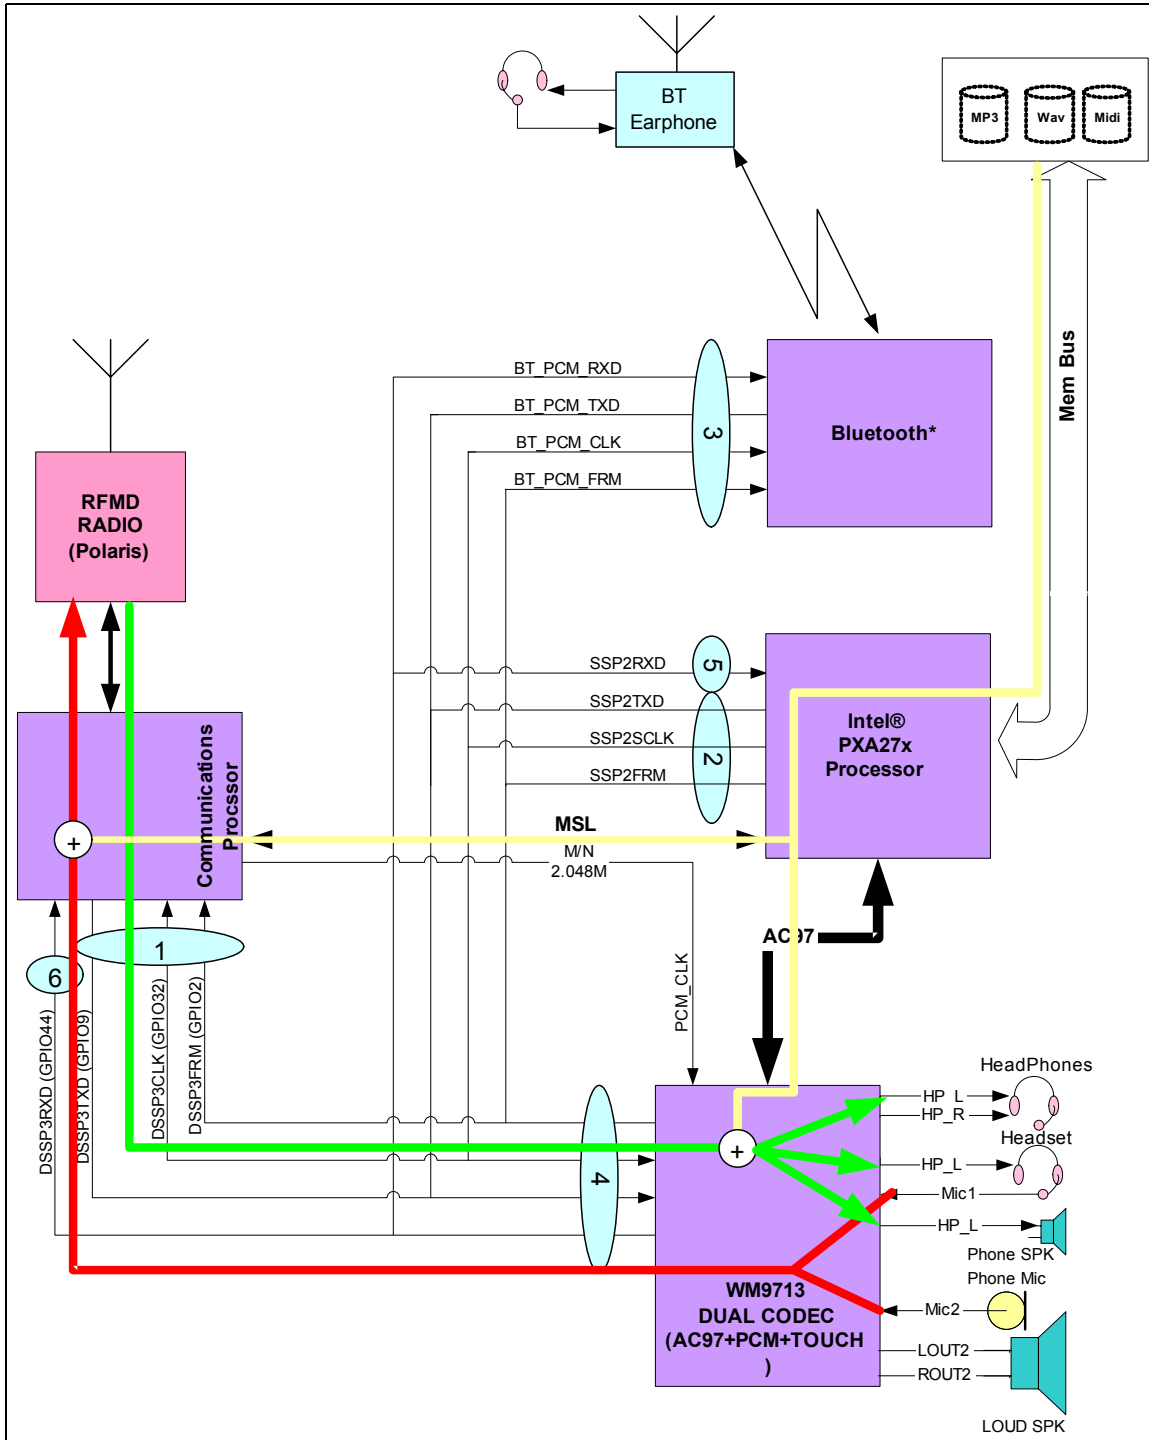 BT
Earphone
MP3
Wav
Midi
Mem Bus
BT_PCM_RXD
BT_PCM_TXD
BT_PCM_CLK
BT_PCM_FRM
3
Bluetooth*
RFMD
RADIO
(Polaris)
SSP2RXD
SSP2TXD
SSP2SCLK
SSP2FRM
5
2
Intel®
PXA27x
Processor
Communications
Procssor
+
MSL
M/N
2.048M
AC97
PCM_CLK
1
6
DSSP3RXD (GPIO44)
DSSP3TXD (GPIO9)
DSSP3CLK (GPIO32)
DSSP3FRM (GPIO2)
4
+
HeadPhones
HP_L
HP_R
Headset
HP_L
Mic1
HP_L
Phone SPK
Phone Mic
Mic2
LOUT2
ROUT2
LOUD SPK
WM9713
DUAL CODEC
(AC97+PCM+TOUCH
)